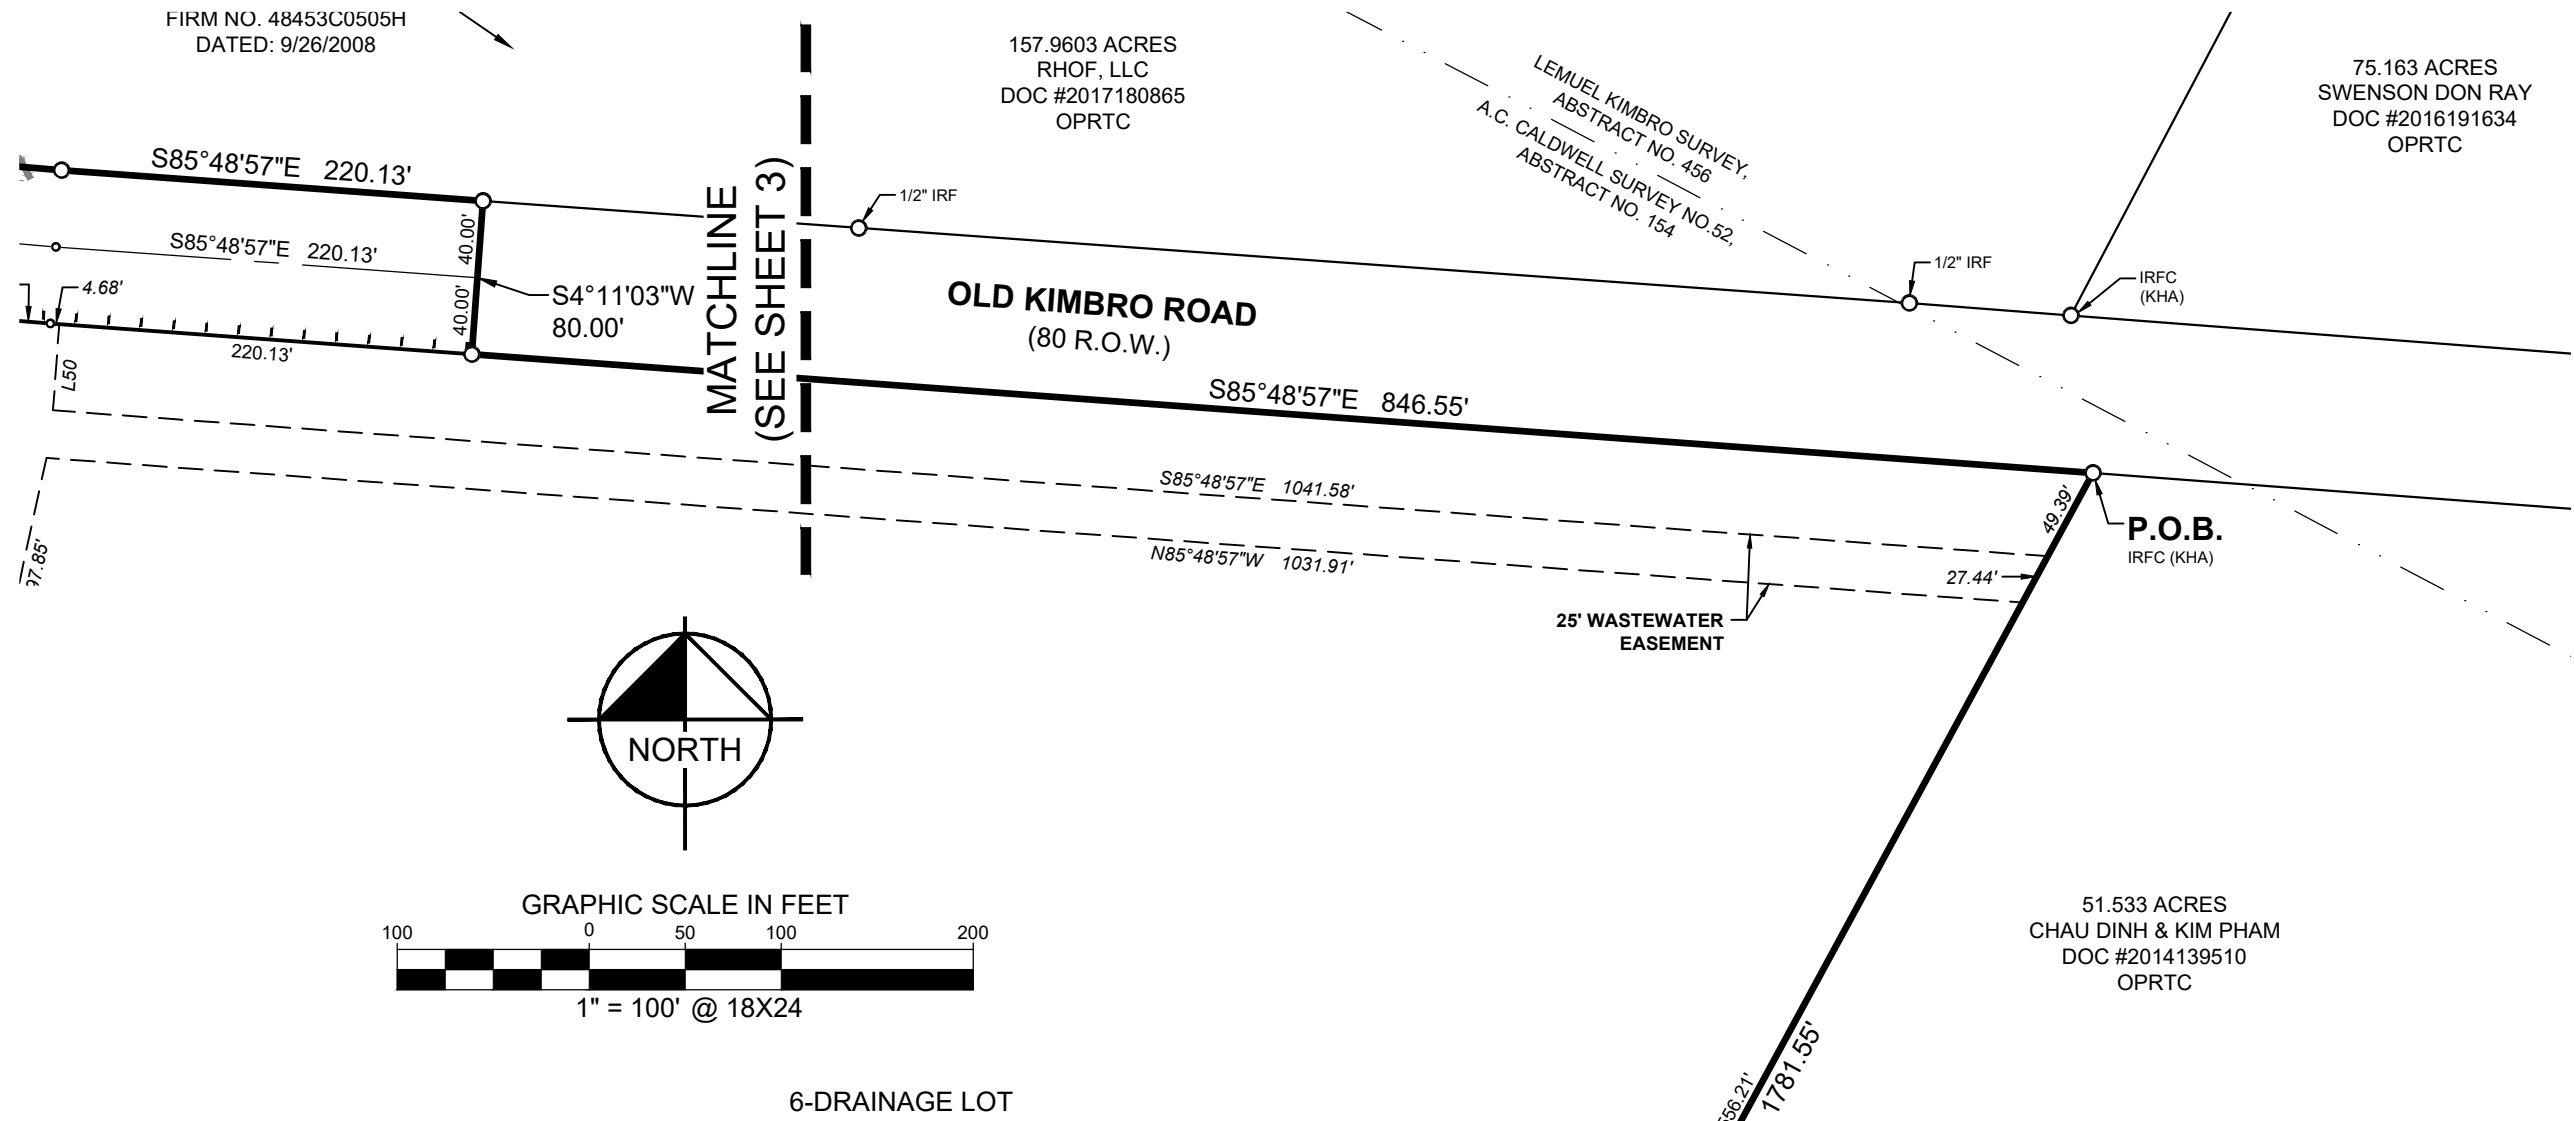 FIRM NO. 48453C0505H
DATED: 9/26/2008
157.9603 ACRES
RHOF, LLC
DOC #2017180865
OPRTC
LEMUEL KIMBRO SURVEY,
ABSTRACT NO. 456
A.C. CALDWELL SURVEY NO.52,
ABSTRACT NO. 154
75.163 ACRES
SWENSON DON RAY
DOC #2016191634
OPRTC
S85°48'57"E 220.13'
S85°48'57"E 220.13'
40.00'
40.00'
4.68'
220.13'
L50
S4°11'03"W
80.00'
MATCHLINE
(SEE SHEET 3)
1/2" IRF
OLD KIMBRO ROAD
(80 R.O.W.)
1/2" IRF
IRFC
(KHA)
S85°48'57"E 846.55'
S85°48'57"E 1041.58'
N85°48'57"W 1031.91'
49.39'
P.O.B.
IRFC (KHA)
27.44'
25' WASTEWATER
EASEMENT
97.85'
NORTH
GRAPHIC SCALE IN FEET
100 0 50 100 200
1" = 100' @ 18X24
51.533 ACRES
CHAU DINH & KIM PHAM
DOC #2014139510
OPRTC
56.21'
1781.55'
6-DRAINAGE LOT